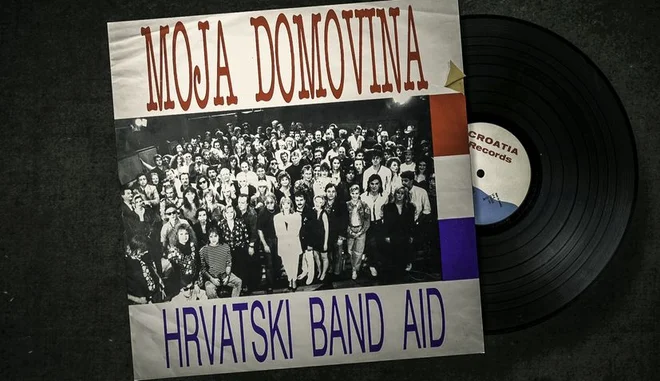 MOJA DOMOVINA
CROATIA
Records
HRVATSKI BAND AID